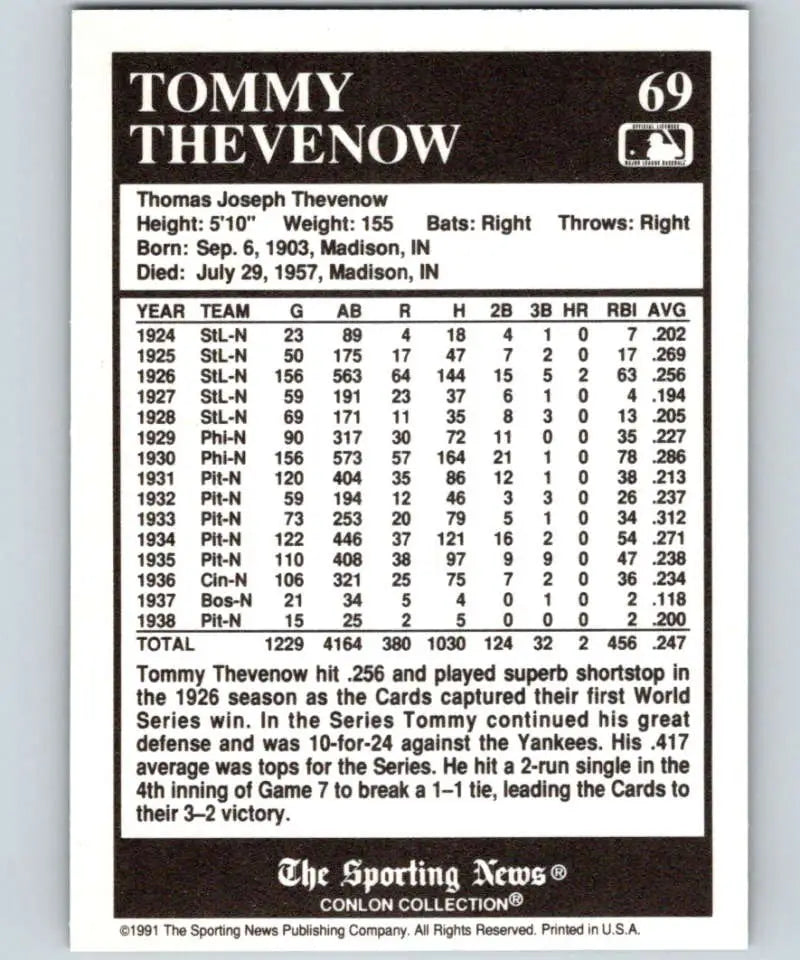 TOMMY 69
THEVENOW
OFFICIAL LICENSEE
MAJOR LEAGUE BASEBALL
Thomas Joseph Thevenow
Height: 5'10" Weight: 155 Bats: Right Throws: Right
Born: Sep. 6, 1903, Madison, IN
Died: July 29, 1957, Madison, IN
YEAR TEAM G AB R H 2B 3B HR RBI AVG
1924 StL-N 23 89 4 18 4 1 0 7 .202
1925 StL-N 50 175 17 47 7 2 0 17 .269
1926 StL-N 156 563 64 144 15 5 2 63 .256
1927 StL-N 59 191 23 37 6 1 0 4 .194
1928 StL-N 69 171 11 35 8 3 0 13 .205
1929 Phi-N 90 317 30 72 11 0 0 35 .227
1930 Phi-N 156 573 57 164 21 1 0 78 .286
1931 Pit-N 120 404 35 86 12 1 0 38 .213
1932 Pit-N 59 194 12 46 3 3 0 26 .237
1933 Pit-N 73 253 20 79 5 1 0 34 .312
1934 Pit-N 122 446 37 121 16 2 0 54 .271
1935 Pit-N 110 408 38 97 9 9 0 47 .238
1936 Cin-N 106 321 25 75 7 2 0 36 .234
1937 Bos-N 21 34 5 4 0 1 0 2 .118
1938 Pit-N 15 25 2 5 0 0 0 2 .200
TOTAL 1229 4164 380 1030 124 32 2 456 .247
Tommy Thevenow hit .256 and played superb shortstop in
the 1926 season as the Cards captured their first World
Series win. In the Series Tommy continued his great
defense and was 10-for-24 against the Yankees. His .417
average was tops for the Series. He hit a 2-run single in the
4th inning of Game 7 to break a 1–1 tie, leading the Cards to
their 3–2 victory.
The Sporting News®
CONLON COLLECTION®
©1991 The Sporting News Publishing Company. All Rights Reserved. Printed in U.S.A.